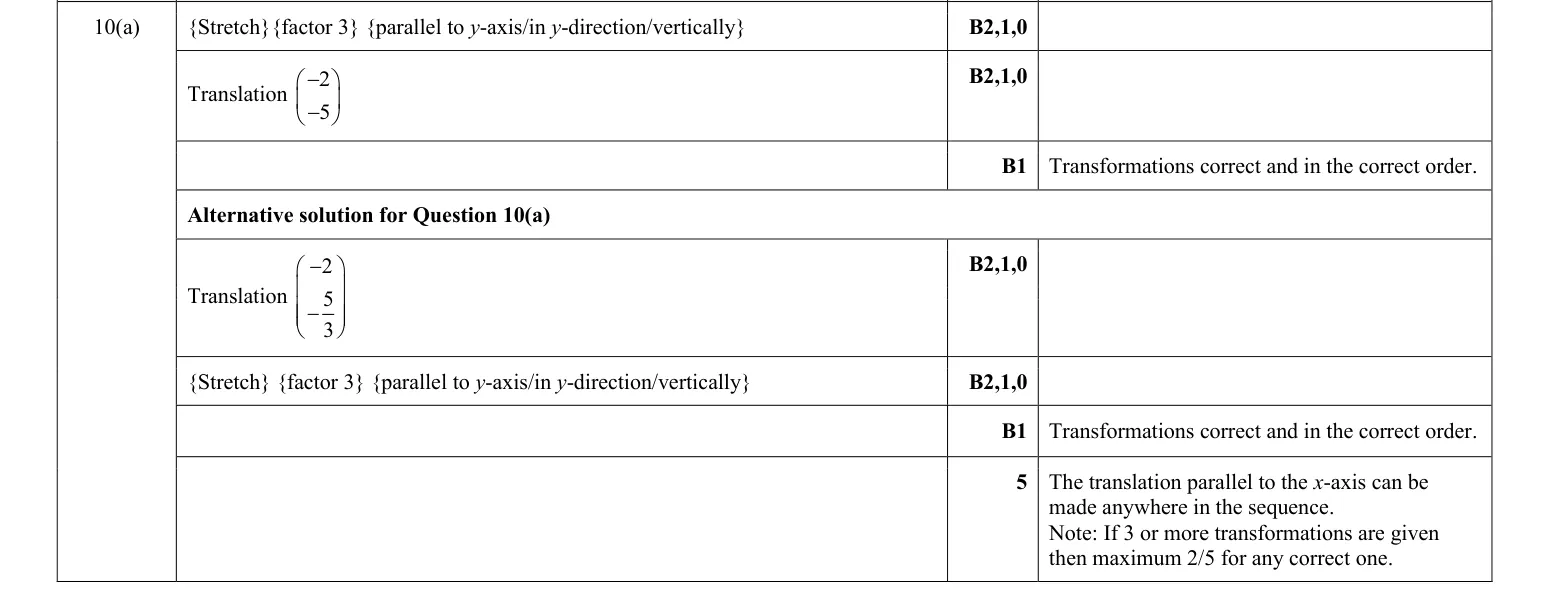 10(a) {Stretch}{factor 3} {parallel to y-axis/in y-direction/vertically} B2,1,0
Translation (−2 −5) B2,1,0
B1 Transformations correct and in the correct order.
Alternative solution for Question 10(a)
Translation (−2 −5/3) B2,1,0
{Stretch} {factor 3} {parallel to y-axis/in y-direction/vertically} B2,1,0
B1 Transformations correct and in the correct order.
5 The translation parallel to the x-axis can be
made anywhere in the sequence.
Note: If 3 or more transformations are given
then maximum 2/5 for any correct one.